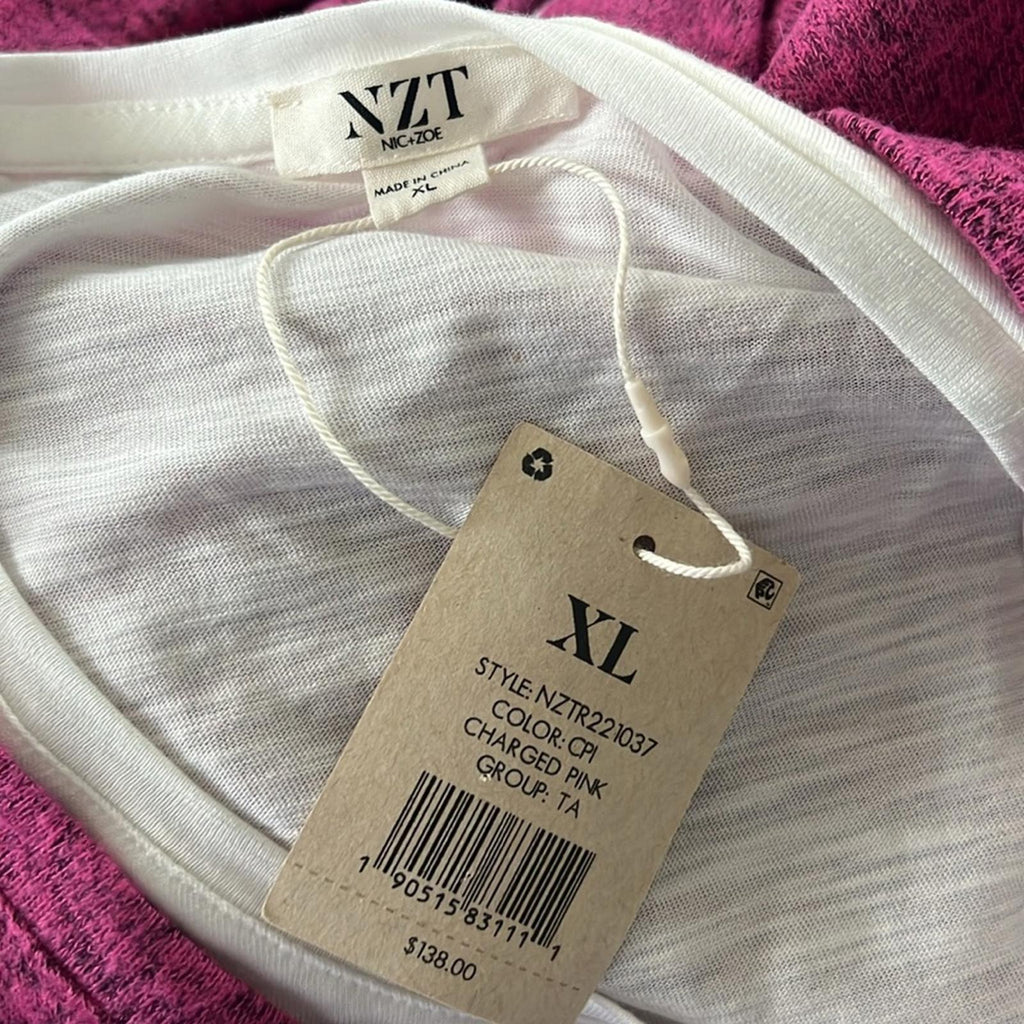 NZT
NIC+ZOE
MADE IN CHINA
XL
XL
STYLE: NZTR221037
COLOR: CPI
CHARGED PINK
GROUP: TA
1 90515 83111 1
$138.00